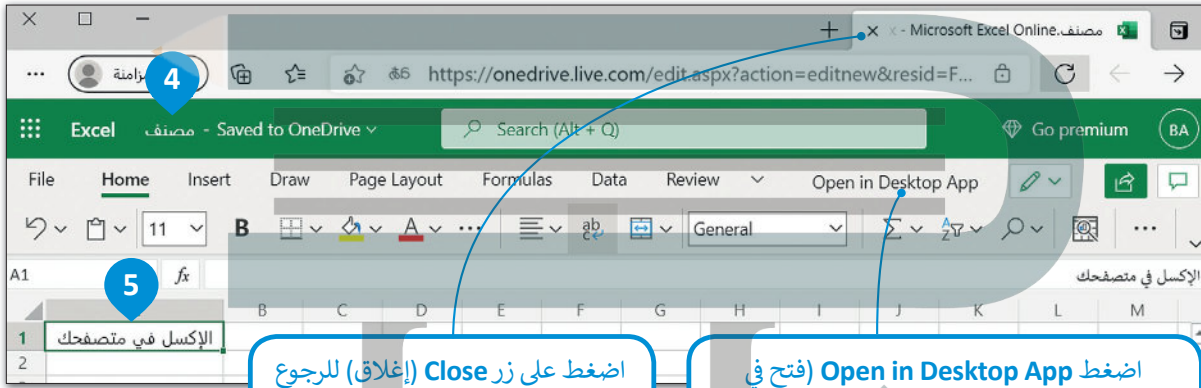 مصنف.Microsoft Excel Online -
https://onedrive.live.com/edit.aspx?action=editnew&resid=F...
4
Excel مصنف - Saved to OneDrive
Search (Alt + Q)
Go premium
BA
File Home Insert Draw Page Layout Formulas Data Review Open in Desktop App
11 B A ... ab General ...
A1 fx الإكسل في متصفحك
5
B C D E F G H I J K L M
1 الإكسل في متصفحك
2
اضغط على زر Close (إغلاق) للرجوع
اضغط Open in Desktop App (فتح في